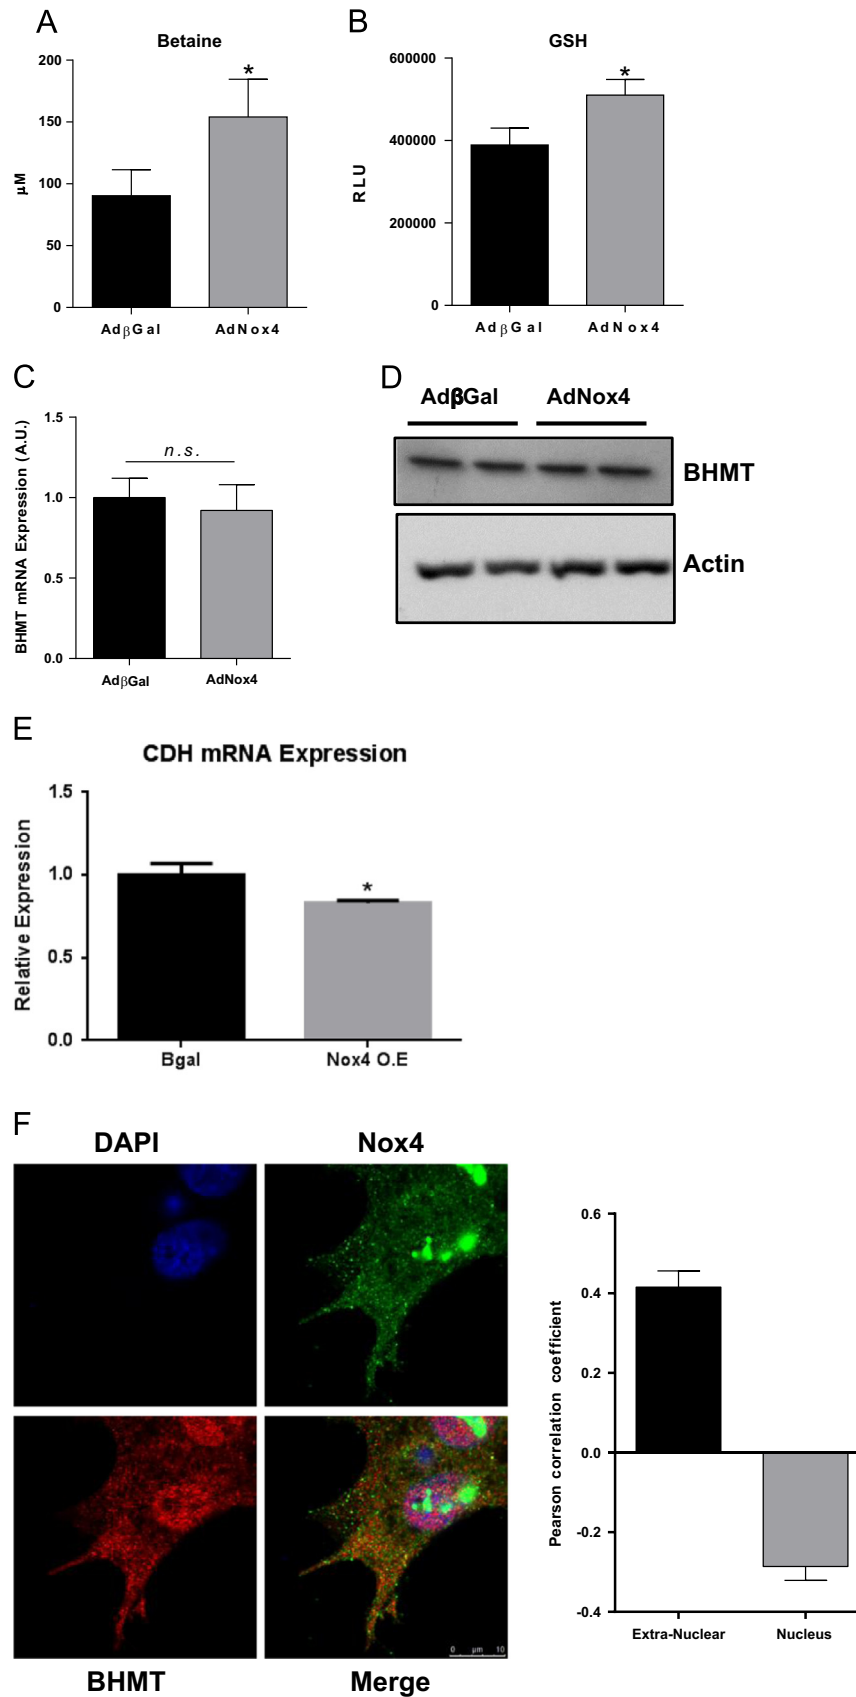 A
Betaine
200
150
100
50
0
μM
*
AdβGal
AdNox4
B
GSH
600000
400000
200000
0
RLU
*
AdβGal
AdNox4
C
1.5
1.0
0.5
0.0
BHMT mRNA Expression (A.U.)
n.s.
AdβGal
AdNox4
D
AdβGal
AdNox4
BHMT
Actin
E
CDH mRNA Expression
1.5
1.0
0.5
0.0
Relative Expression
*
Bgal
Nox4 O.E
F
DAPI
Nox4
BHMT
Merge
0 μm 10
0.6
0.4
0.2
0.0
-0.2
-0.4
Pearson correlation coefficient
Extra-Nuclear
Nucleus